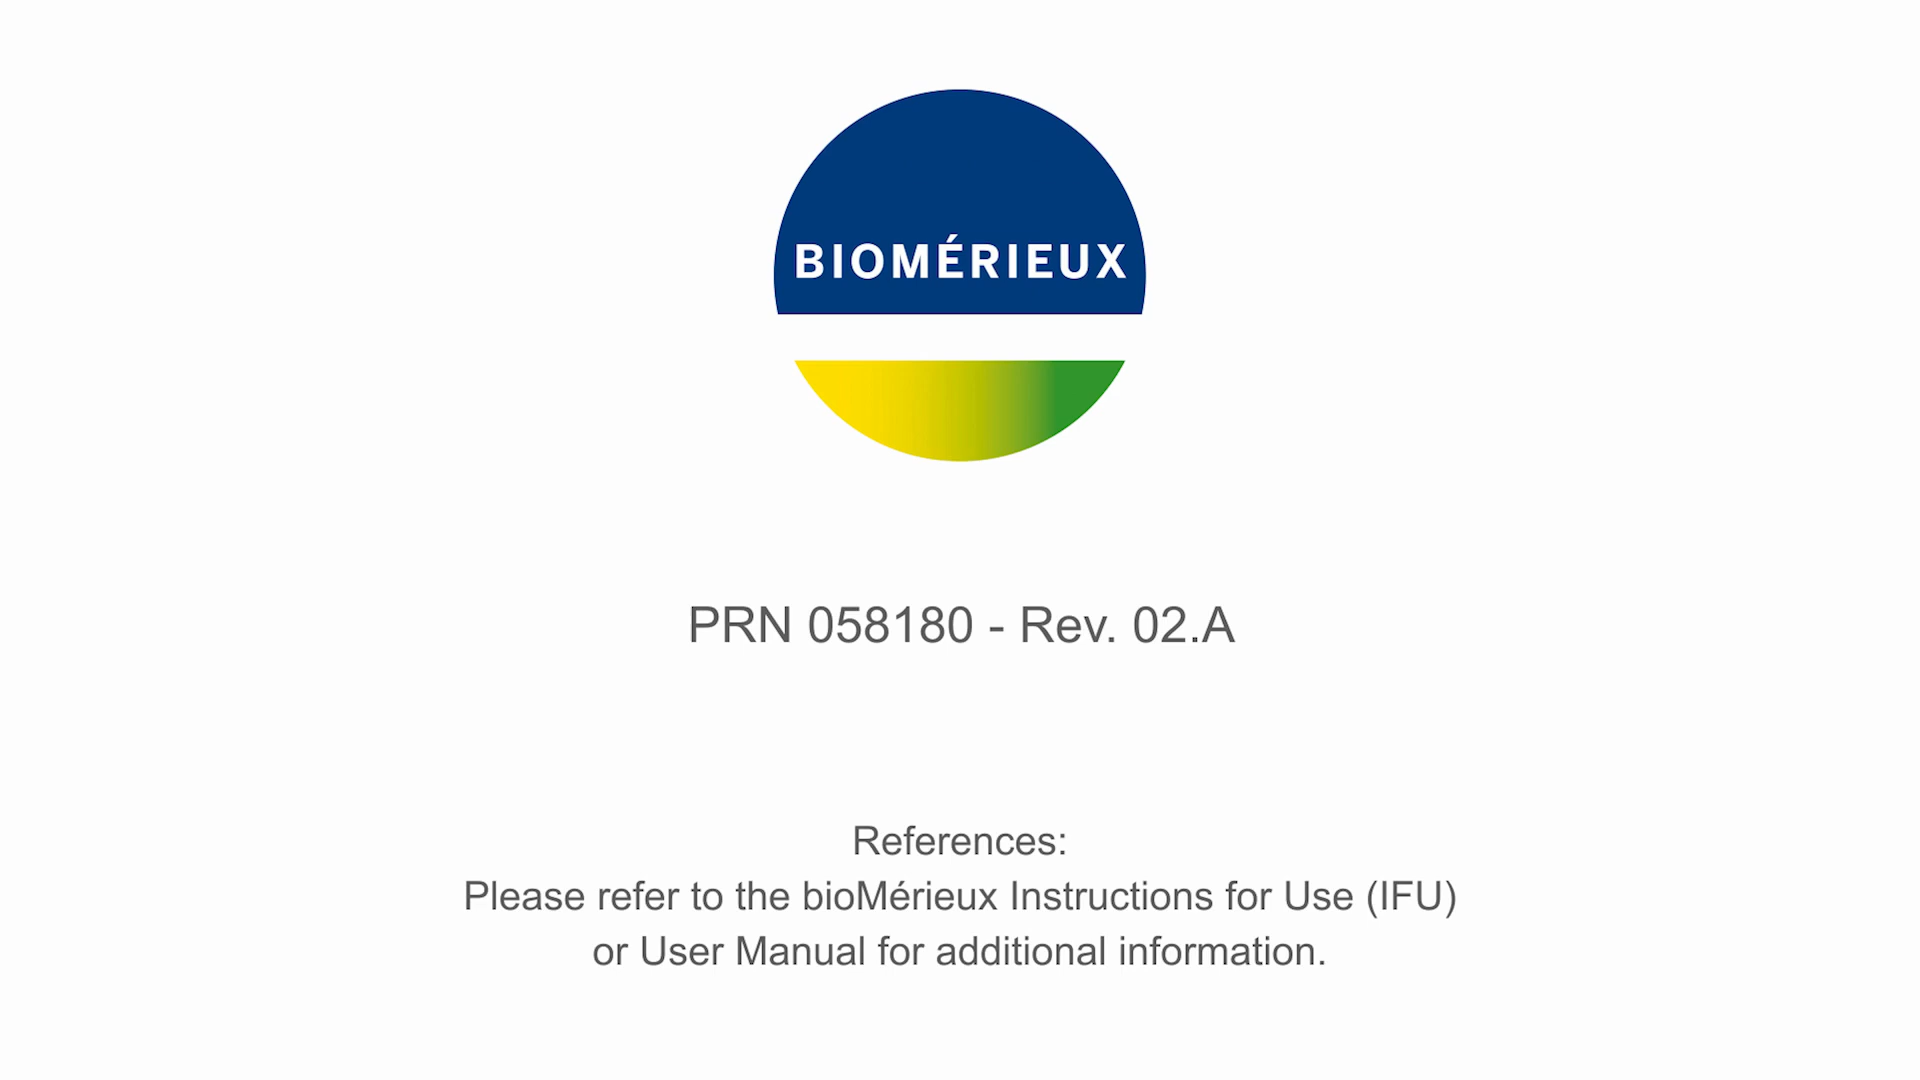 BIOMÉRIEUX
PRN 058180 - Rev. 02.A
References:
Please refer to the bioMérieux Instructions for Use (IFU)
or User Manual for additional information.